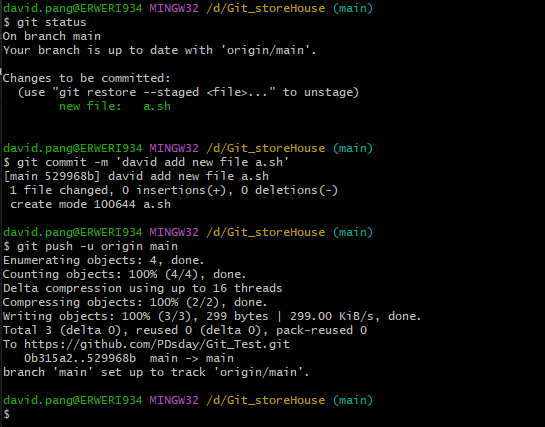 david.pang@ERWERI934 MINGW32 /d/Git_storeHouse (main)
$ git status
On branch main
Your branch is up to date with 'origin/main'.
Changes to be committed:
  (use "git restore --staged <file>..." to unstage)
        new file:   a.sh
david.pang@ERWERI934 MINGW32 /d/Git_storeHouse (main)
$ git commit -m 'david add new file a.sh'
[main 529968b] david add new file a.sh
 1 file changed, 0 insertions(+), 0 deletions(-)
 create mode 100644 a.sh
david.pang@ERWERI934 MINGW32 /d/Git_storeHouse (main)
$ git push -u origin main
Enumerating objects: 4, done.
Counting objects: 100% (4/4), done.
Delta compression using up to 16 threads
Compressing objects: 100% (2/2), done.
Writing objects: 100% (3/3), 299 bytes | 299.00 KiB/s, done.
Total 3 (delta 0), reused 0 (delta 0), pack-reused 0
To https://github.com/PDsday/Git_Test.git
   0b315a2..529968b  main -> main
branch 'main' set up to track 'origin/main'.
david.pang@ERWERI934 MINGW32 /d/Git_storeHouse (main)
$